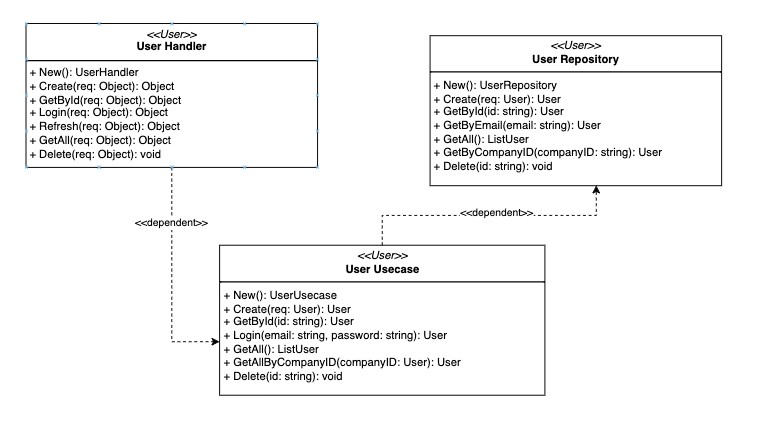 <<User>>
User Handler
+ New(): UserHandler
+ Create(req: Object): Object
+ GetById(req: Object): Object
+ Login(req: Object): Object
+ Refresh(req: Object): Object
+ GetAll(req: Object): Object
+ Delete(req: Object): void
<<User>>
User Repository
+ New(): UserRepository
+ Create(req: User): User
+ GetById(id: string): User
+ GetByEmail(email: string): User
+ GetAll(): ListUser
+ GetByCompanyID(companyID: string): User
+ Delete(id: string): void
<<dependent>>
<<dependent>>
<<User>>
User Usecase
+ New(): UserUsecase
+ Create(req: User): User
+ GetById(id: string): User
+ Login(email: string, password: string): User
+ GetAll(): ListUser
+ GetAllByCompanyID(companyID: User): User
+ Delete(id: string): void